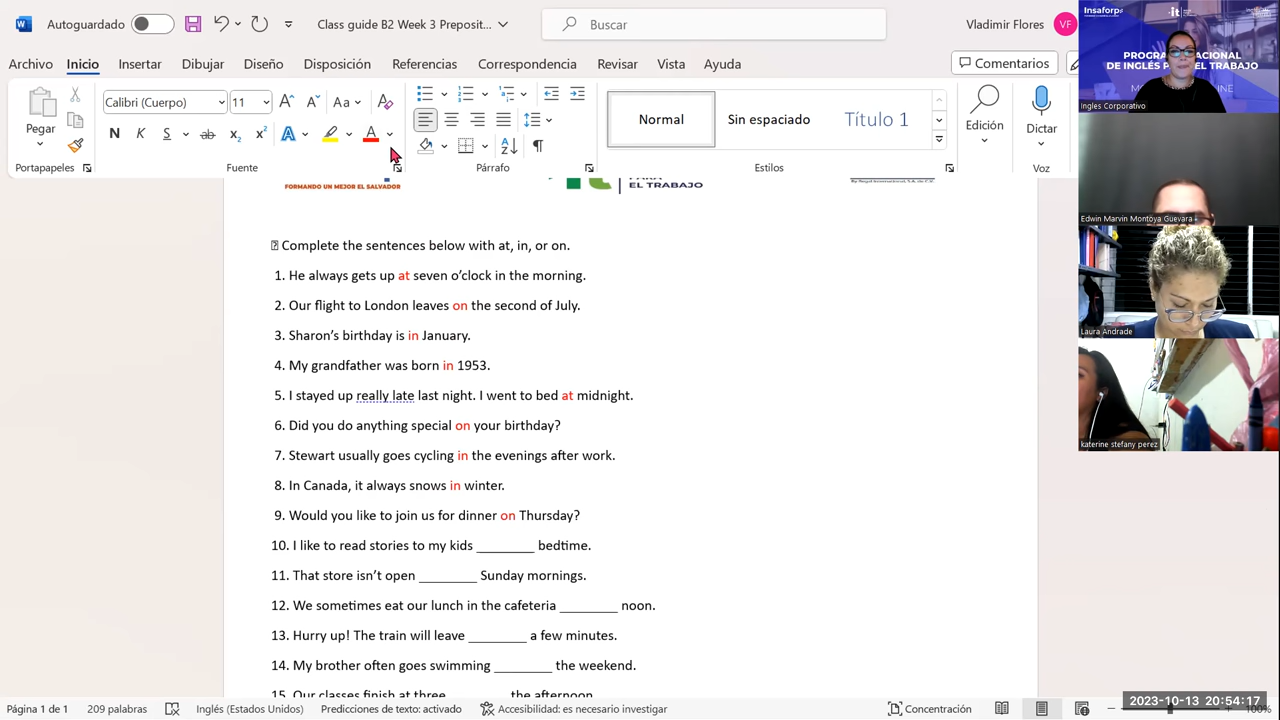 Autoguardado
Class guide #2 Week 3 Preposit...
Buscar
Vladimir Flores
VF
Archivo
Inicio
Insertar
Dibujar
Diseño
Disposición
Referencias
Correspondencia
Revisar
Vista
Ayuda
Comentarios
Pegar
Portapapeles
Calibri (Cuerpo)
11
Fuente
Párrafo
Normal
Sin espaciado
Título 1
Estilos
Edición
Dictar
Voz
FORMANDO UN MEJOR EL SALVADOR
EL TRABAJO
Complete the sentences below with at, in, or on.
1. He always gets up at seven o’clock in the morning.
2. Our flight to London leaves on the second of July.
3. Sharon’s birthday is in January.
4. My grandfather was born in 1953.
5. I stayed up really late last night. I went to bed at midnight.
6. Did you do anything special on your birthday?
7. Stewart usually goes cycling in the evenings after work.
8. In Canada, it always snows in winter.
9. Would you like to join us for dinner on Thursday?
10. I like to read stories to my kids ________ bedtime.
11. That store isn’t open ________ Sunday mornings.
12. We sometimes eat our lunch in the cafeteria ________ noon.
13. Hurry up! The train will leave ________ a few minutes.
14. My brother often goes swimming ________ the weekend.
15. Our classes finish at three ________ the afternoon.
Página 1 de 1
209 palabras
Inglés (Estados Unidos)
Predicciones de texto: activado
Accesibilidad: es necesario investigar
Concentración
100%
2023-10-13 20:54:17
Insaforp
Ingles Corporativo
Edwin Marvin Montoya Guevara
Laura Andrade
katerine stefany perez